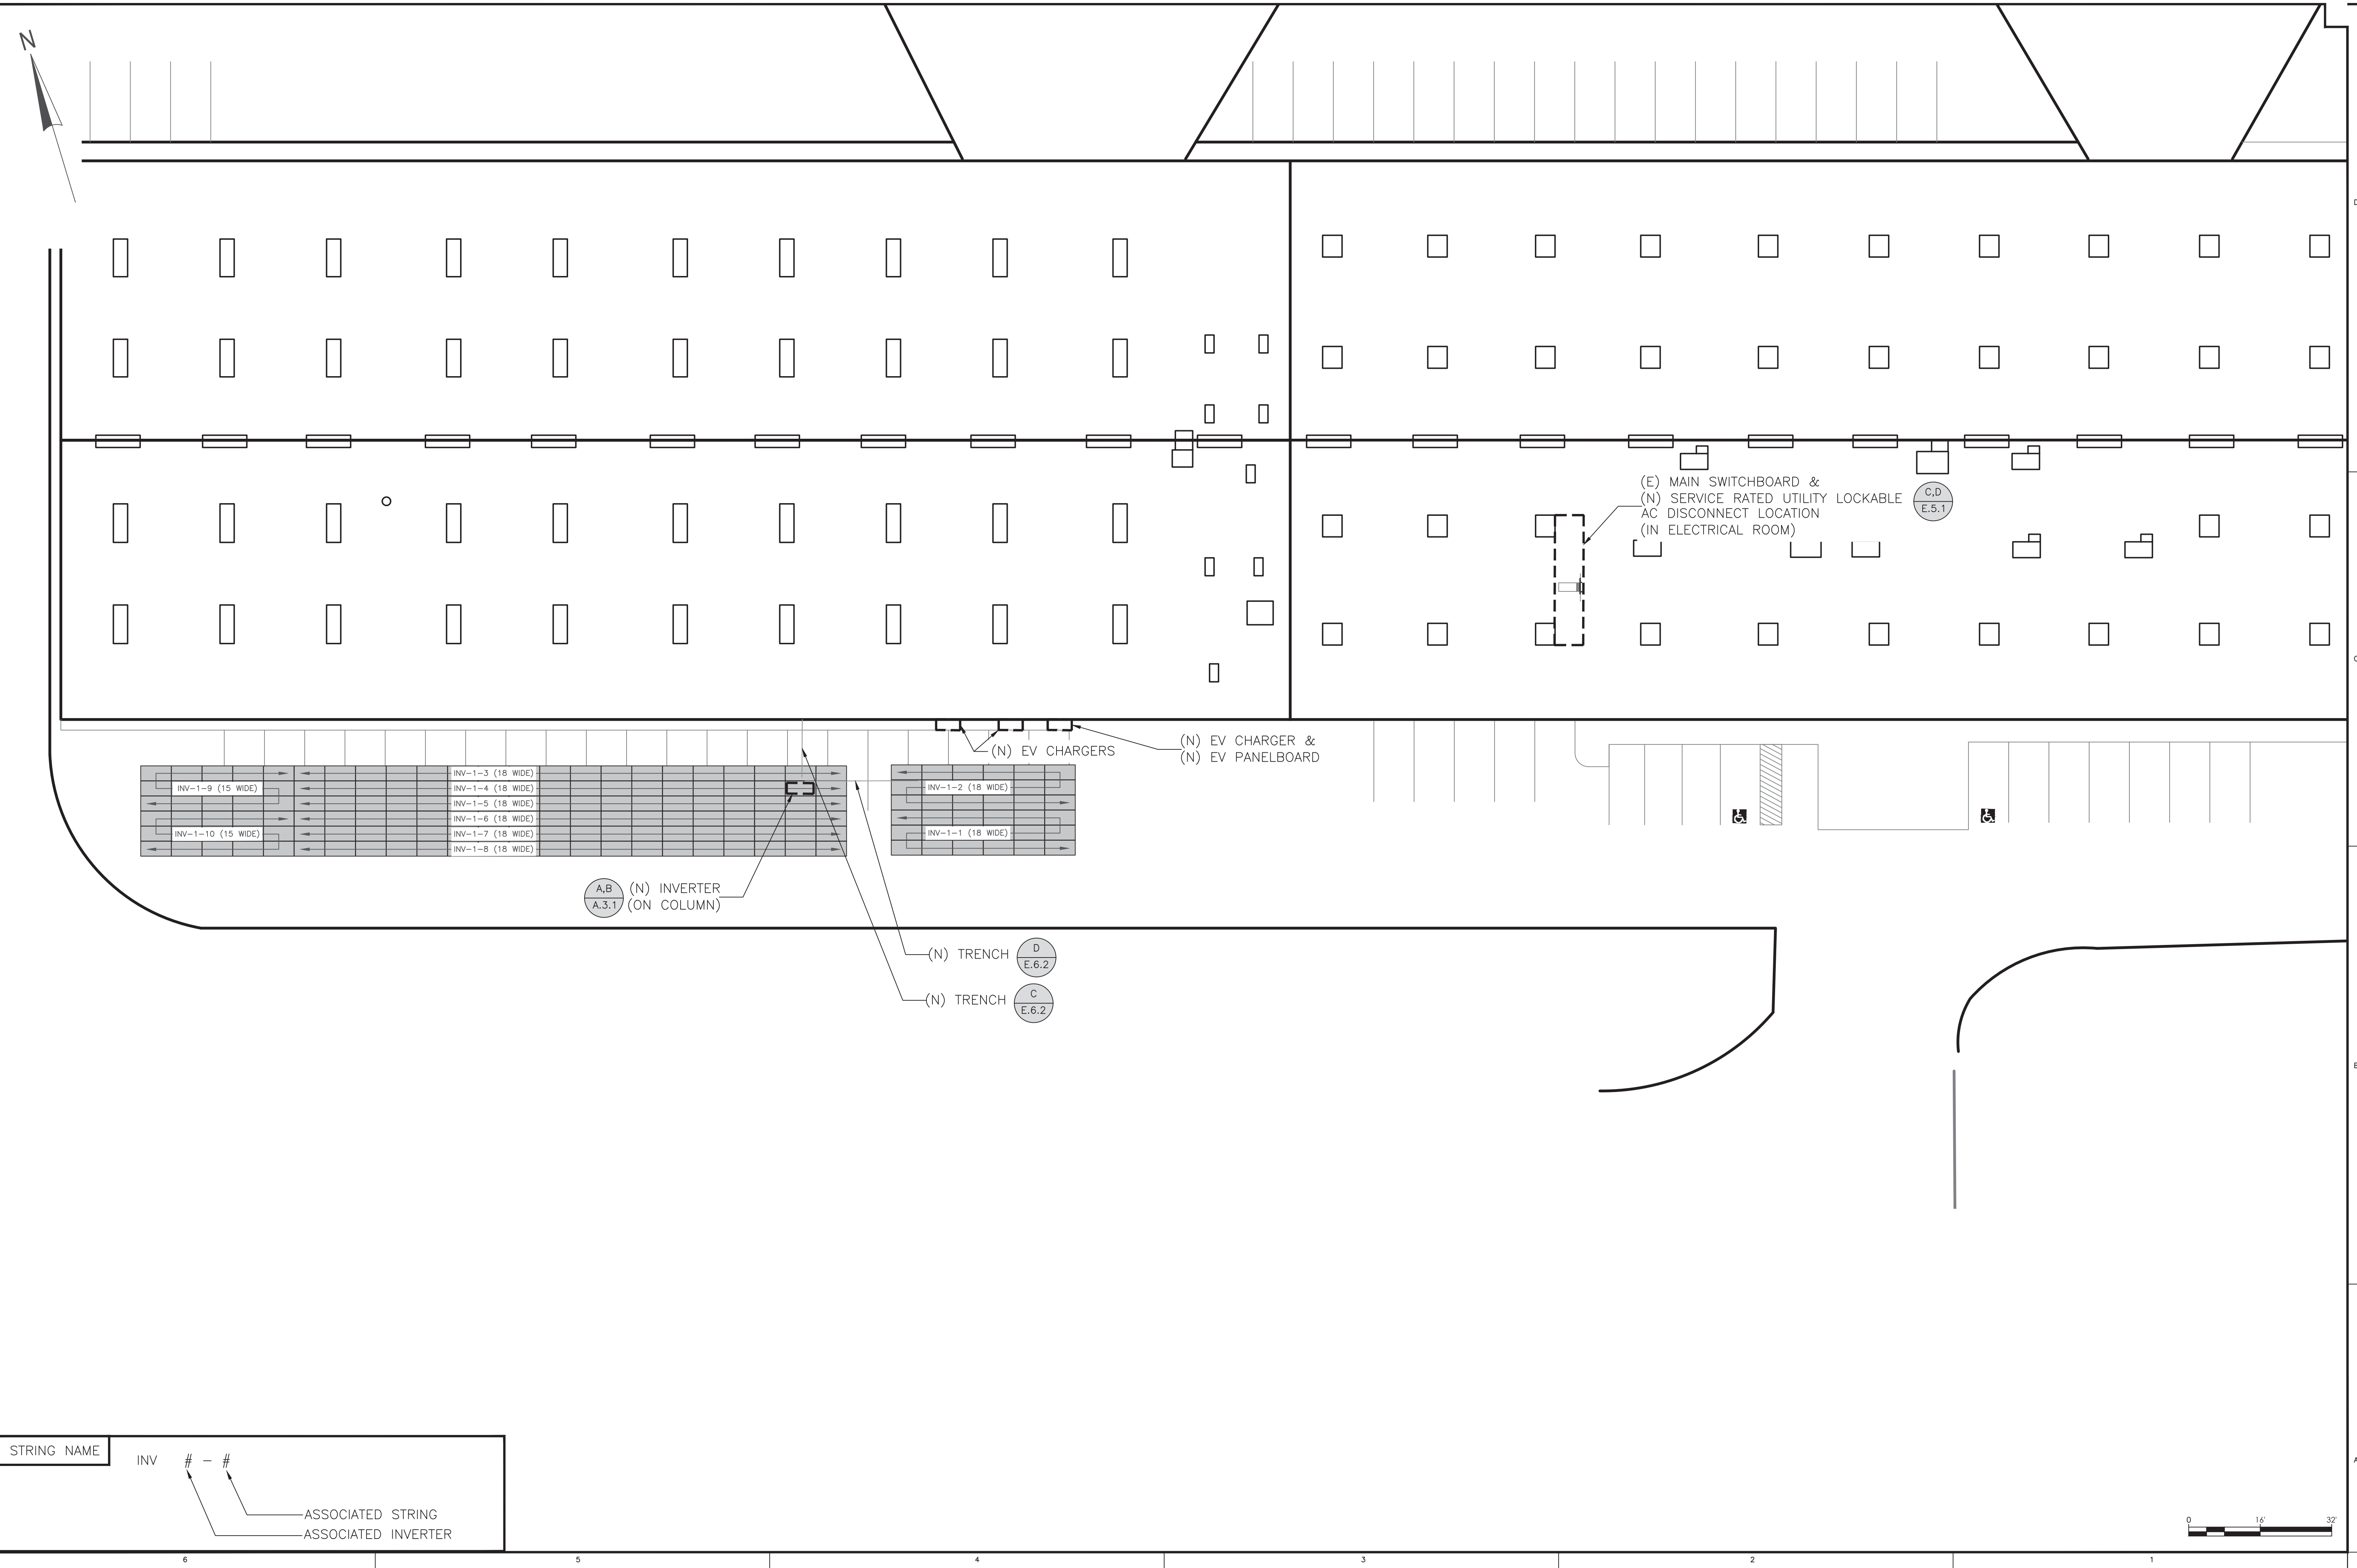 N
D
(E) MAIN SWITCHBOARD &
(N) SERVICE RATED UTILITY LOCKABLE
AC DISCONNECT LOCATION
(IN ELECTRICAL ROOM)
C,D
E.5.1
C
(N) EV CHARGERS
(N) EV CHARGER &
(N) EV PANELBOARD
INV-1-9 (15 WIDE)
INV-1-10 (15 WIDE)
INV-1-3 (18 WIDE)
INV-1-4 (18 WIDE)
INV-1-5 (18 WIDE)
INV-1-6 (18 WIDE)
INV-1-7 (18 WIDE)
INV-1-8 (18 WIDE)
INV-1-2 (18 WIDE)
INV-1-1 (18 WIDE)
A,B
A.3.1
(N) INVERTER
(ON COLUMN)
(N) TRENCH
D
E.6.2
(N) TRENCH
C
E.6.2
STRING NAME
INV # - #
ASSOCIATED STRING
ASSOCIATED INVERTER
A
0 16' 32'
6 5 4 3 2 1